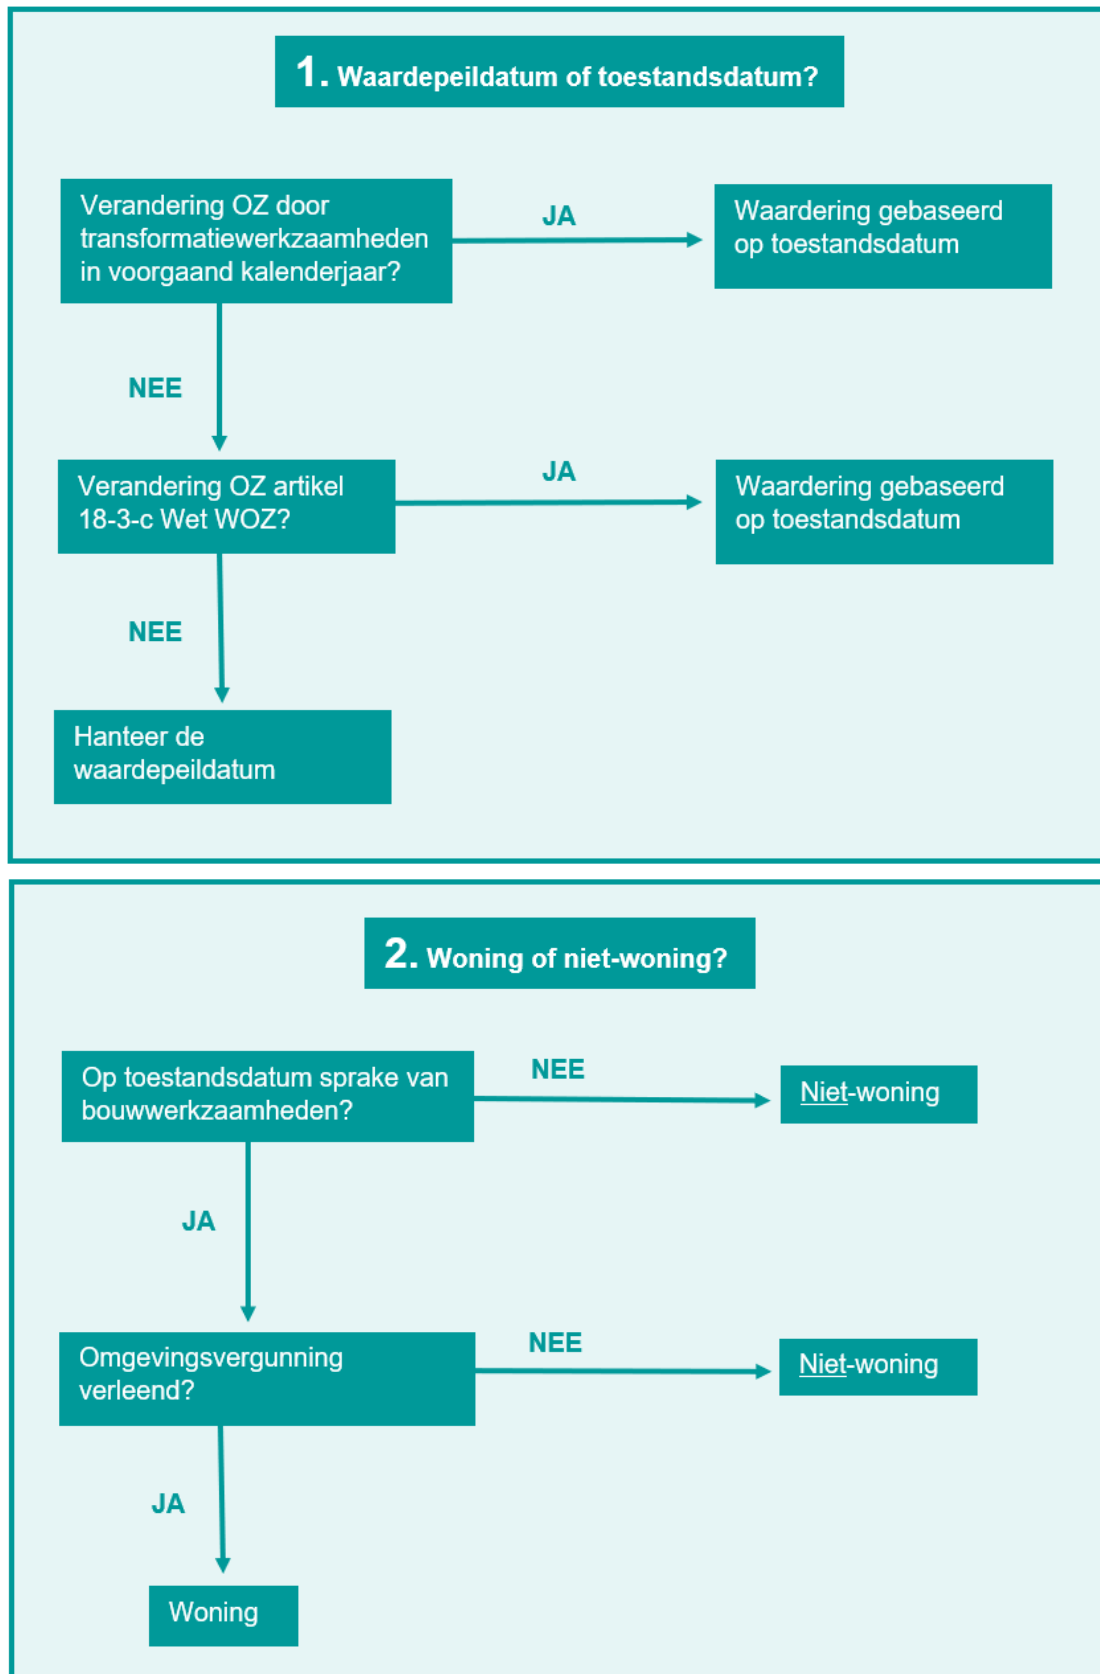 1. Waardepeildatum of toestandsdatum?
Verandering OZ door
transformatiewerkzaamheden
in voorgaand kalenderjaar?
JA
Waardering gebaseerd
op toestandsdatum
NEE
Verandering OZ artikel
18-3-c Wet WOZ?
JA
Waardering gebaseerd
op toestandsdatum
NEE
Hanteer de
waardepeildatum
2. Woning of niet-woning?
Op toestandsdatum sprake van
bouwwerkzaamheden?
NEE
Niet-woning
JA
Omgevingsvergunning
verleend?
NEE
Niet-woning
JA
Woning